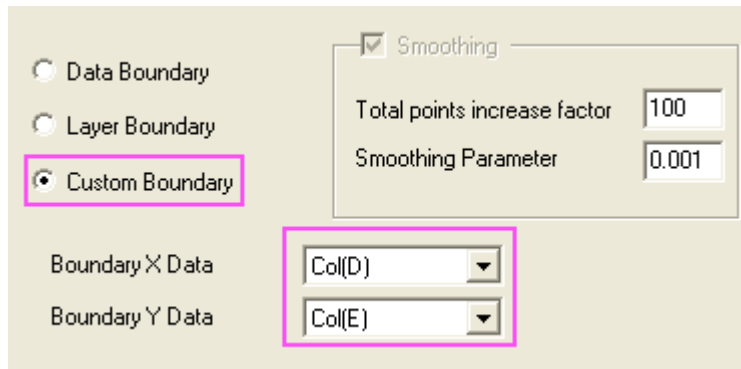 Smoothing
Data Boundary
Total points increase factor 100
Layer Boundary
Smoothing Parameter 0.001
Custom Boundary
Boundary X Data Col(D)
Boundary Y Data Col(E)